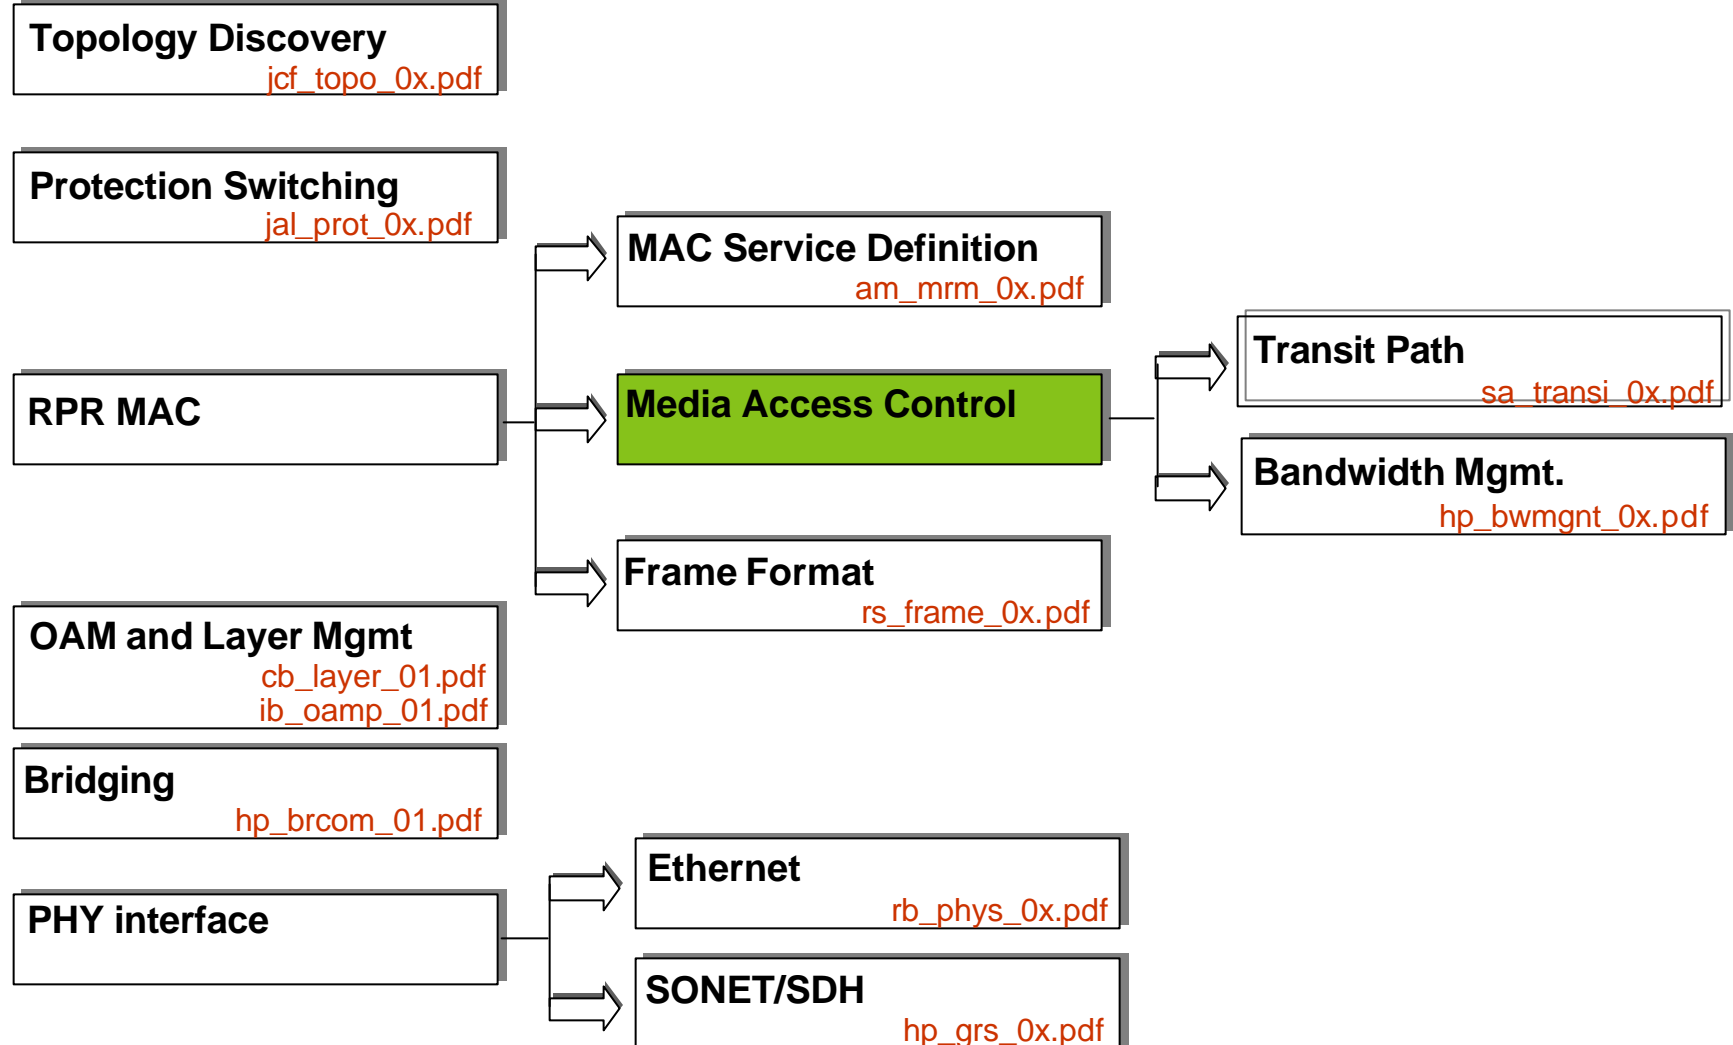 Topology Discovery
jcf_topo_0x.pdf
Protection Switching
jal_prot_0x.pdf
RPR MAC
MAC Service Definition
am_mrm_0x.pdf
Media Access Control
Frame Format
rs_frame_0x.pdf
Transit Path
sa_transi_0x.pdf
Bandwidth Mgmt.
hp_bwmgnt_0x.pdf
OAM and Layer Mgmt
cb_layer_01.pdf
ib_oamp_01.pdf
Bridging
hp_brcom_01.pdf
PHY interface
Ethernet
rb_phys_0x.pdf
SONET/SDH
hp_grs_0x.pdf